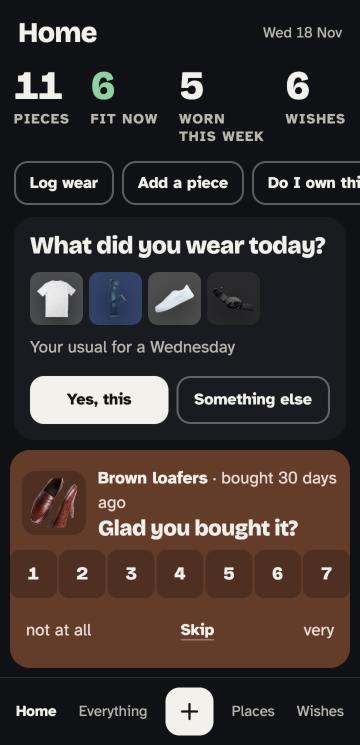 Home
Wed 18 Nov
11
PIECES
6
FIT NOW
5
WORN
THIS WEEK
6
WISHES
Log wear
Add a piece
Do I own thi
What did you wear today?
Your usual for a Wednesday
Yes, this
Something else
Brown loafers · bought 30 days
ago
Glad you bought it?
1 2 3 4 5 6 7
not at all
Skip
very
Home
Everything
+
Places
Wishes